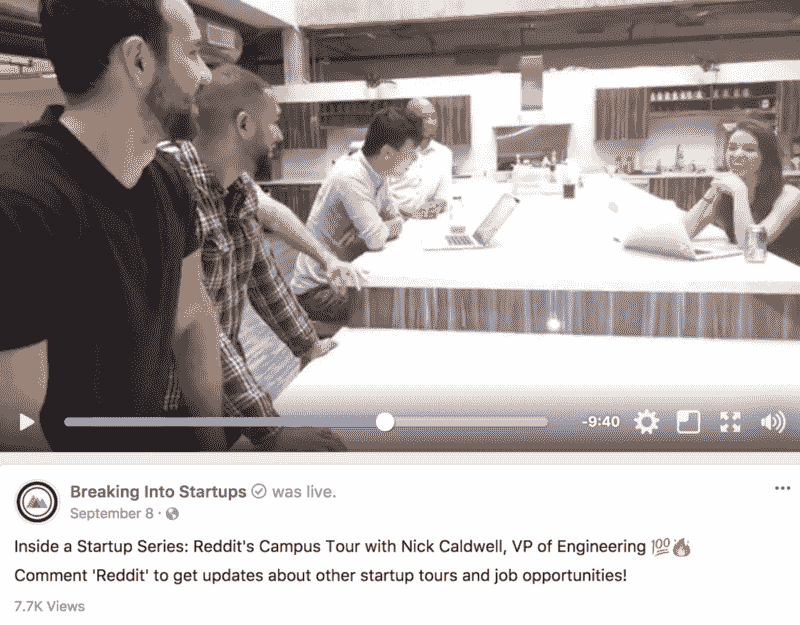 -9:40
Breaking Into Startups was live.
September 8 ·
Inside a Startup Series: Reddit's Campus Tour with Nick Caldwell, VP of Engineering 💯🔥
Comment 'Reddit' to get updates about other startup tours and job opportunities!
7.7K Views